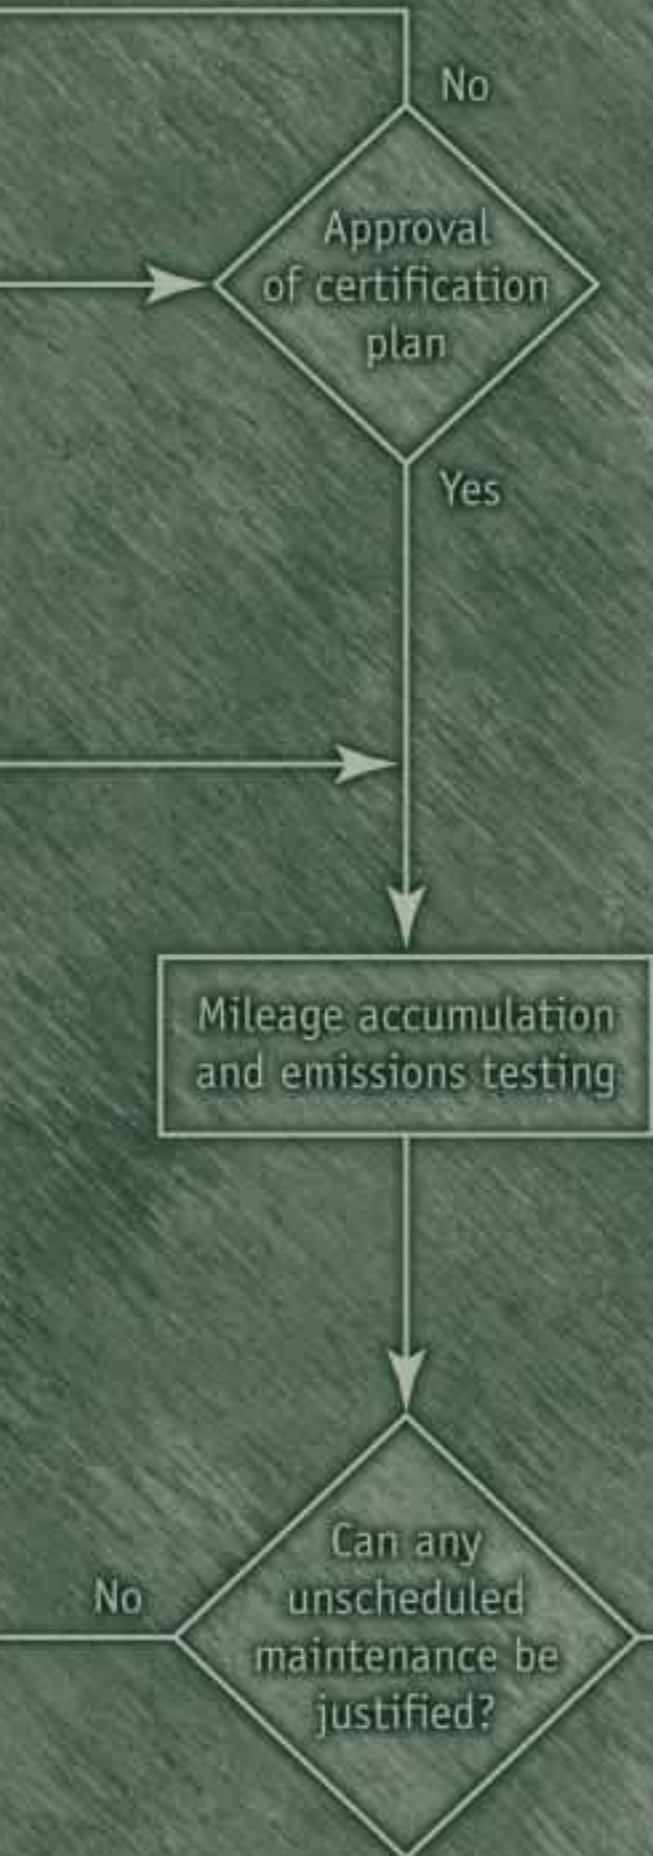 No
Approval
of certification
plan
Yes
Mileage accumulation
and emissions testing
Can any
unscheduled
maintenance be
justified?
No